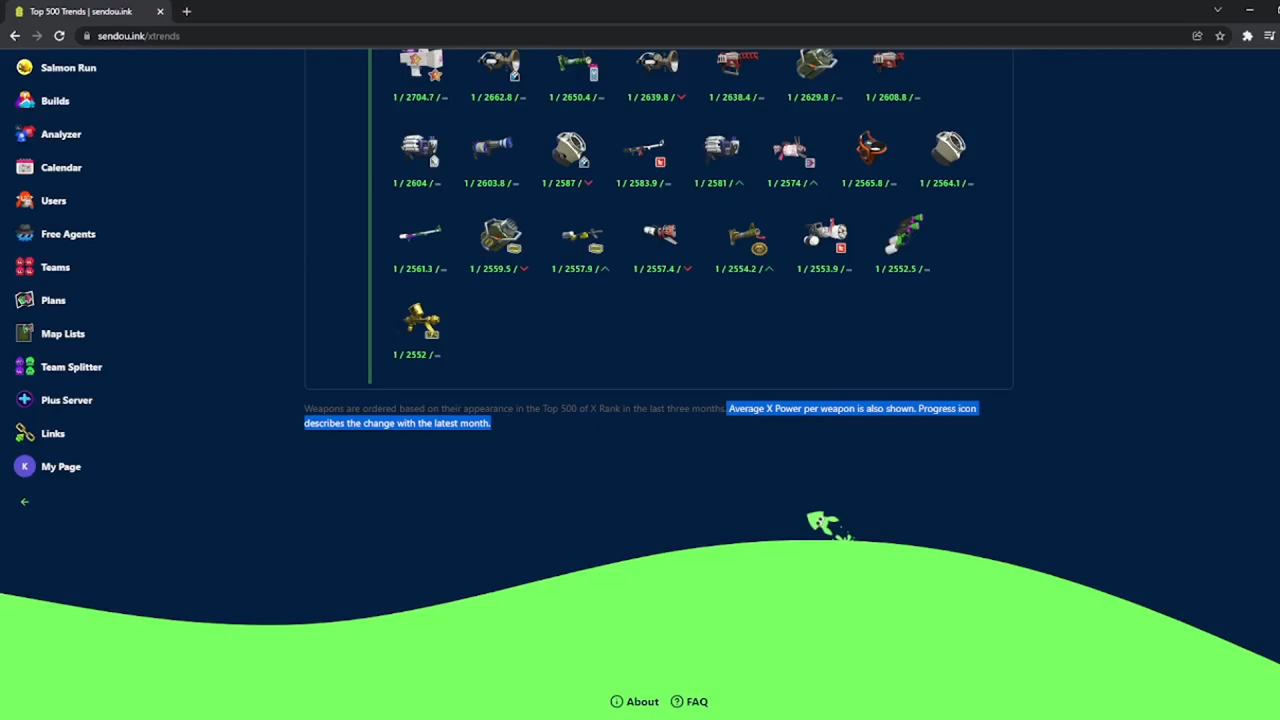 Top 500 Trends | sendou.ink
sendou.ink/xtrends
Salmon Run
Builds
Analyzer
Calendar
Users
Free Agents
Teams
Plans
Map Lists
Team Splitter
Plus Server
Links
K My Page
1 / 2704.7 / = 1 / 2662.8 / = 1 / 2650.4 / = 1 / 2639.8 / 1 / 2638.4 / = 1 / 2629.8 / = 1 / 2608.8 / =
1 / 2604 / = 1 / 2603.8 / = 1 / 2587 / 1 / 2583.9 / = 1 / 2581 / 1 / 2574 / 1 / 2565.8 / = 1 / 2564.1 / =
1 / 2561.3 / = 1 / 2559.5 / 1 / 2557.9 / 1 / 2557.4 / 1 / 2554.2 / 1 / 2553.9 / = 1 / 2552.5 / =
1 / 2552 / =
Weapons are ordered based on their appearance in the Top 500 of X Rank in the last three months. Average X Power per weapon is also shown. Progress icon
describes the change with the latest month.
About FAQ